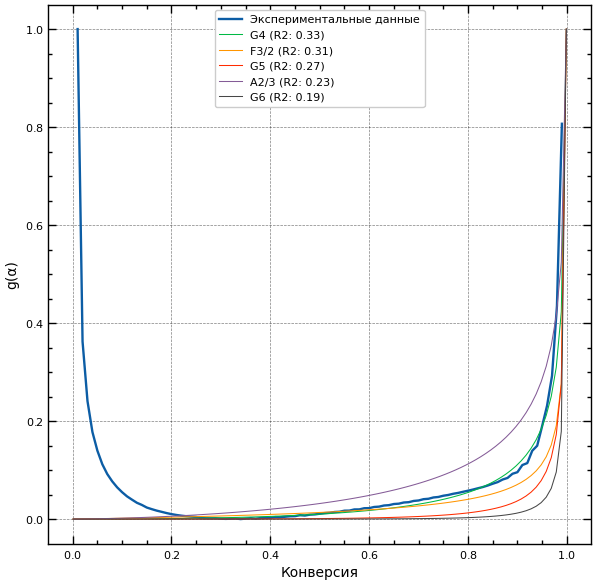 Экспериментальные данные
G4 (R2: 0.33)
F3/2 (R2: 0.31)
G5 (R2: 0.27)
A2/3 (R2: 0.23)
G6 (R2: 0.19)
1.0
0.8
0.6
0.4
0.2
0.0
g(α)
0.0 0.2 0.4 0.6 0.8 1.0
Конверсия